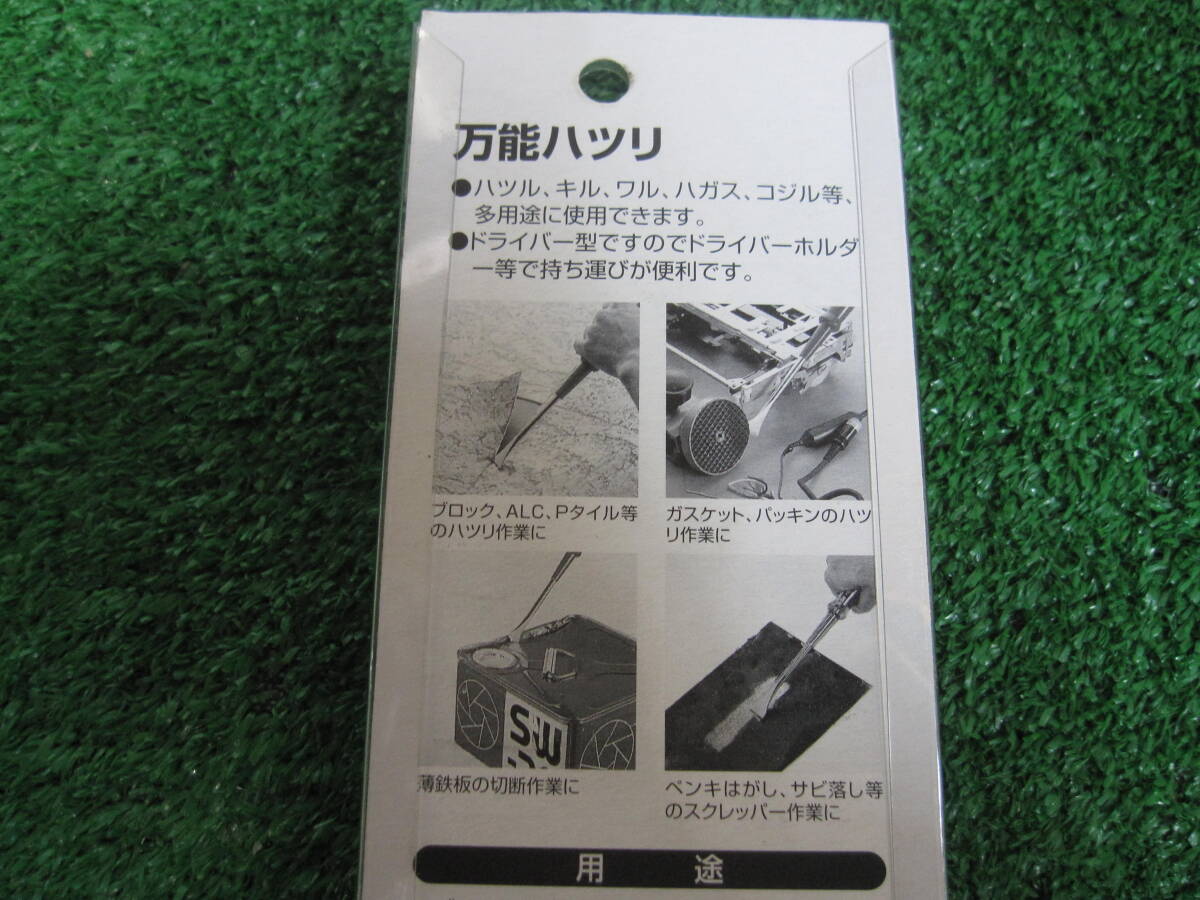 万能ハツリ
●ハツル、キル、ワル、ハガス、コジル等、
多用途に使用できます。
●ドライバー型ですのでドライバーホルダ
ー等で持ち運びが便利です。
ブロック、ALC、Pタイル等
のハツリ作業に
ガスケット、パッキンのハツ
リ作業に
SW
薄鉄板の切断作業に
ペンキはがし、サビ落し等
のスクレッパー作業に
用途